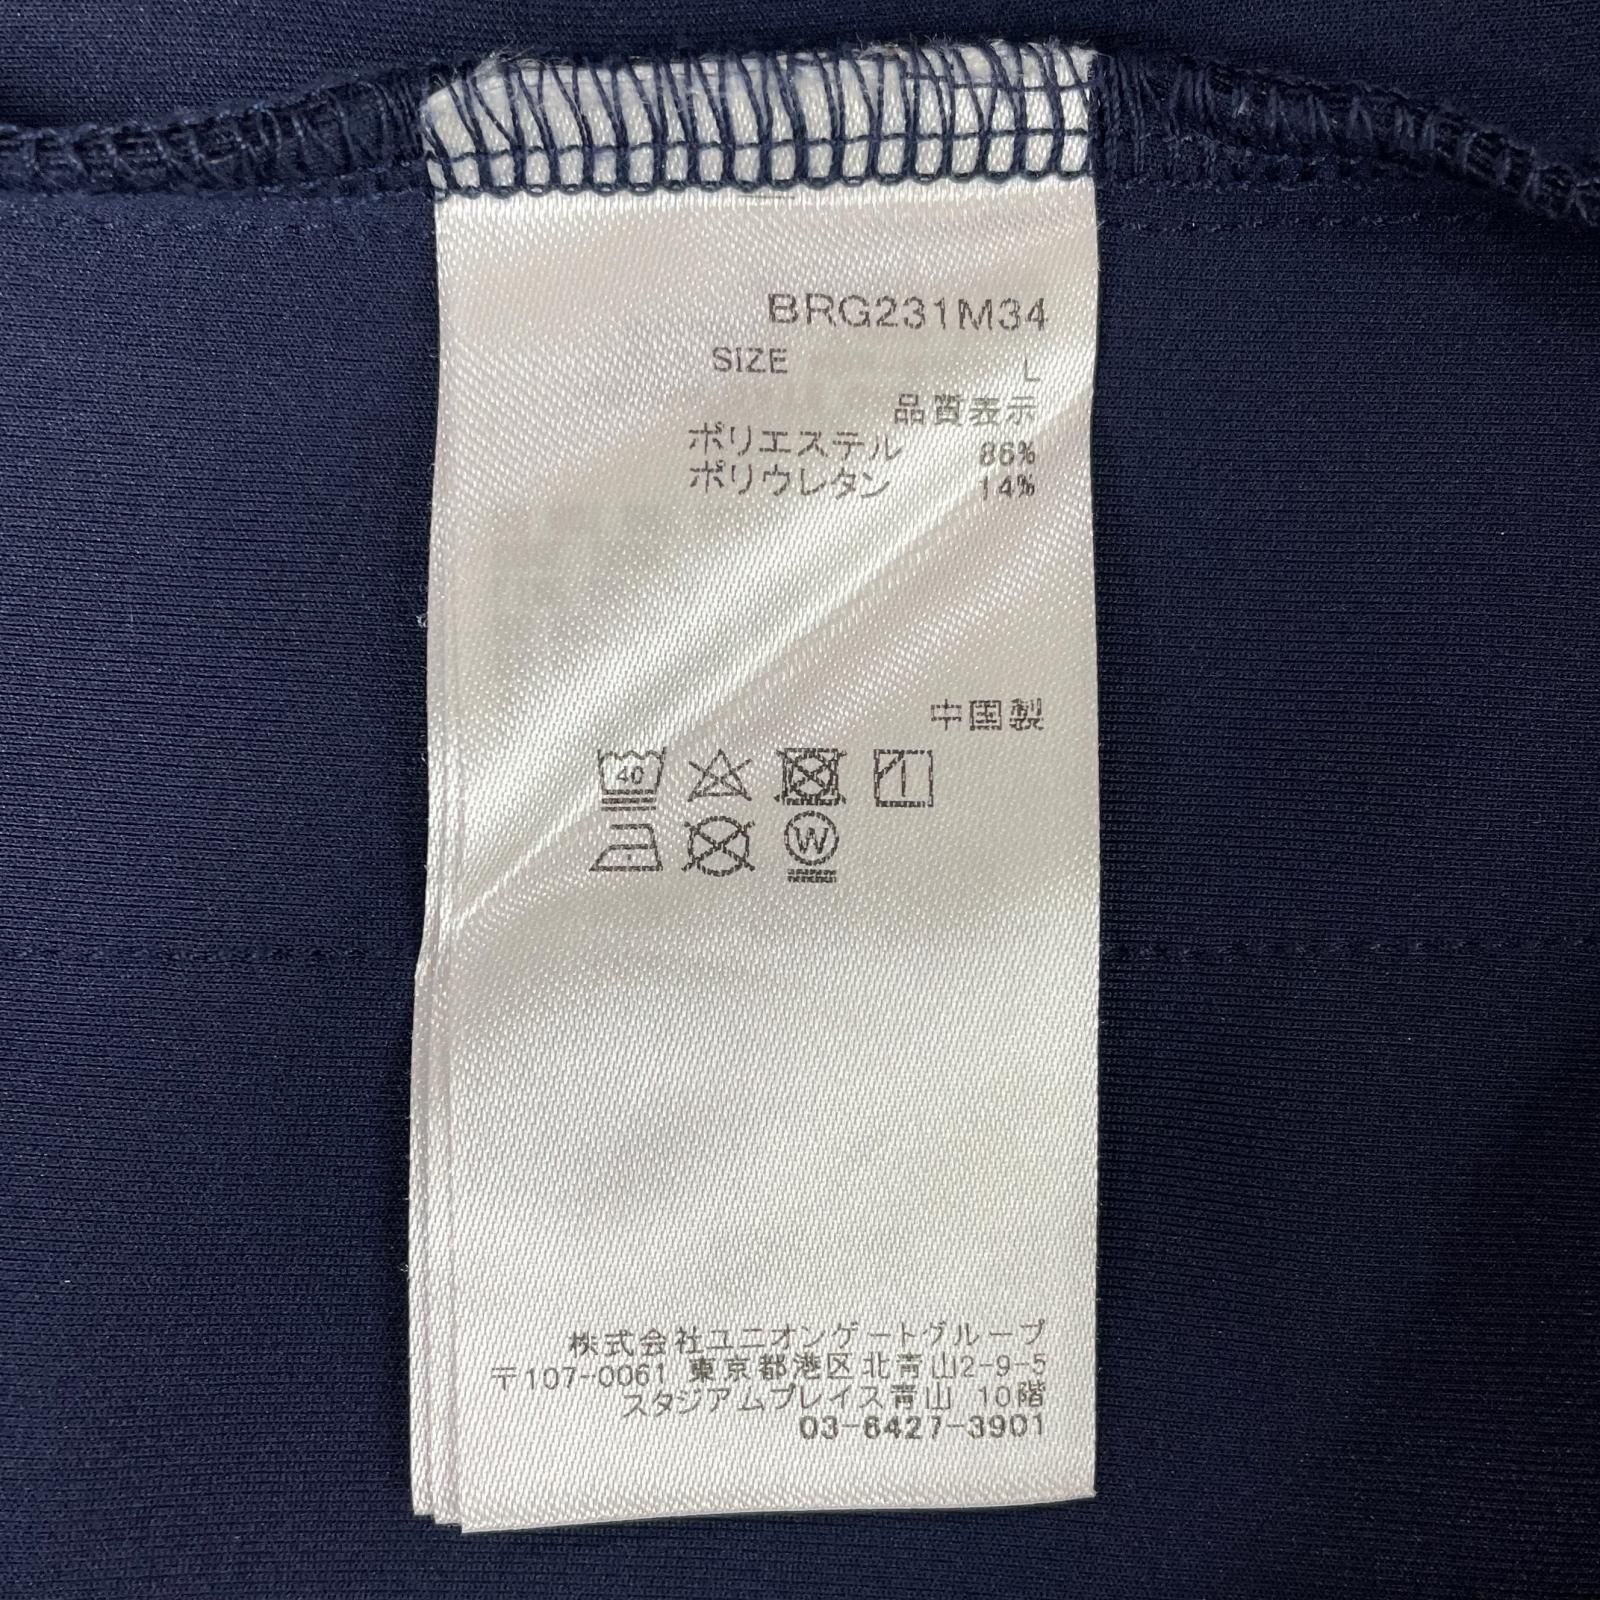 BRG231M34
SIZE L
品質表示
ポリエステル 86%
ポリウレタン 14%
中国製
40
W
株式会社ユニオンゲートグループ
〒107-0061 東京都港区北青山2-9-5
スタジアムプレイス青山 10階
03-6427-3901